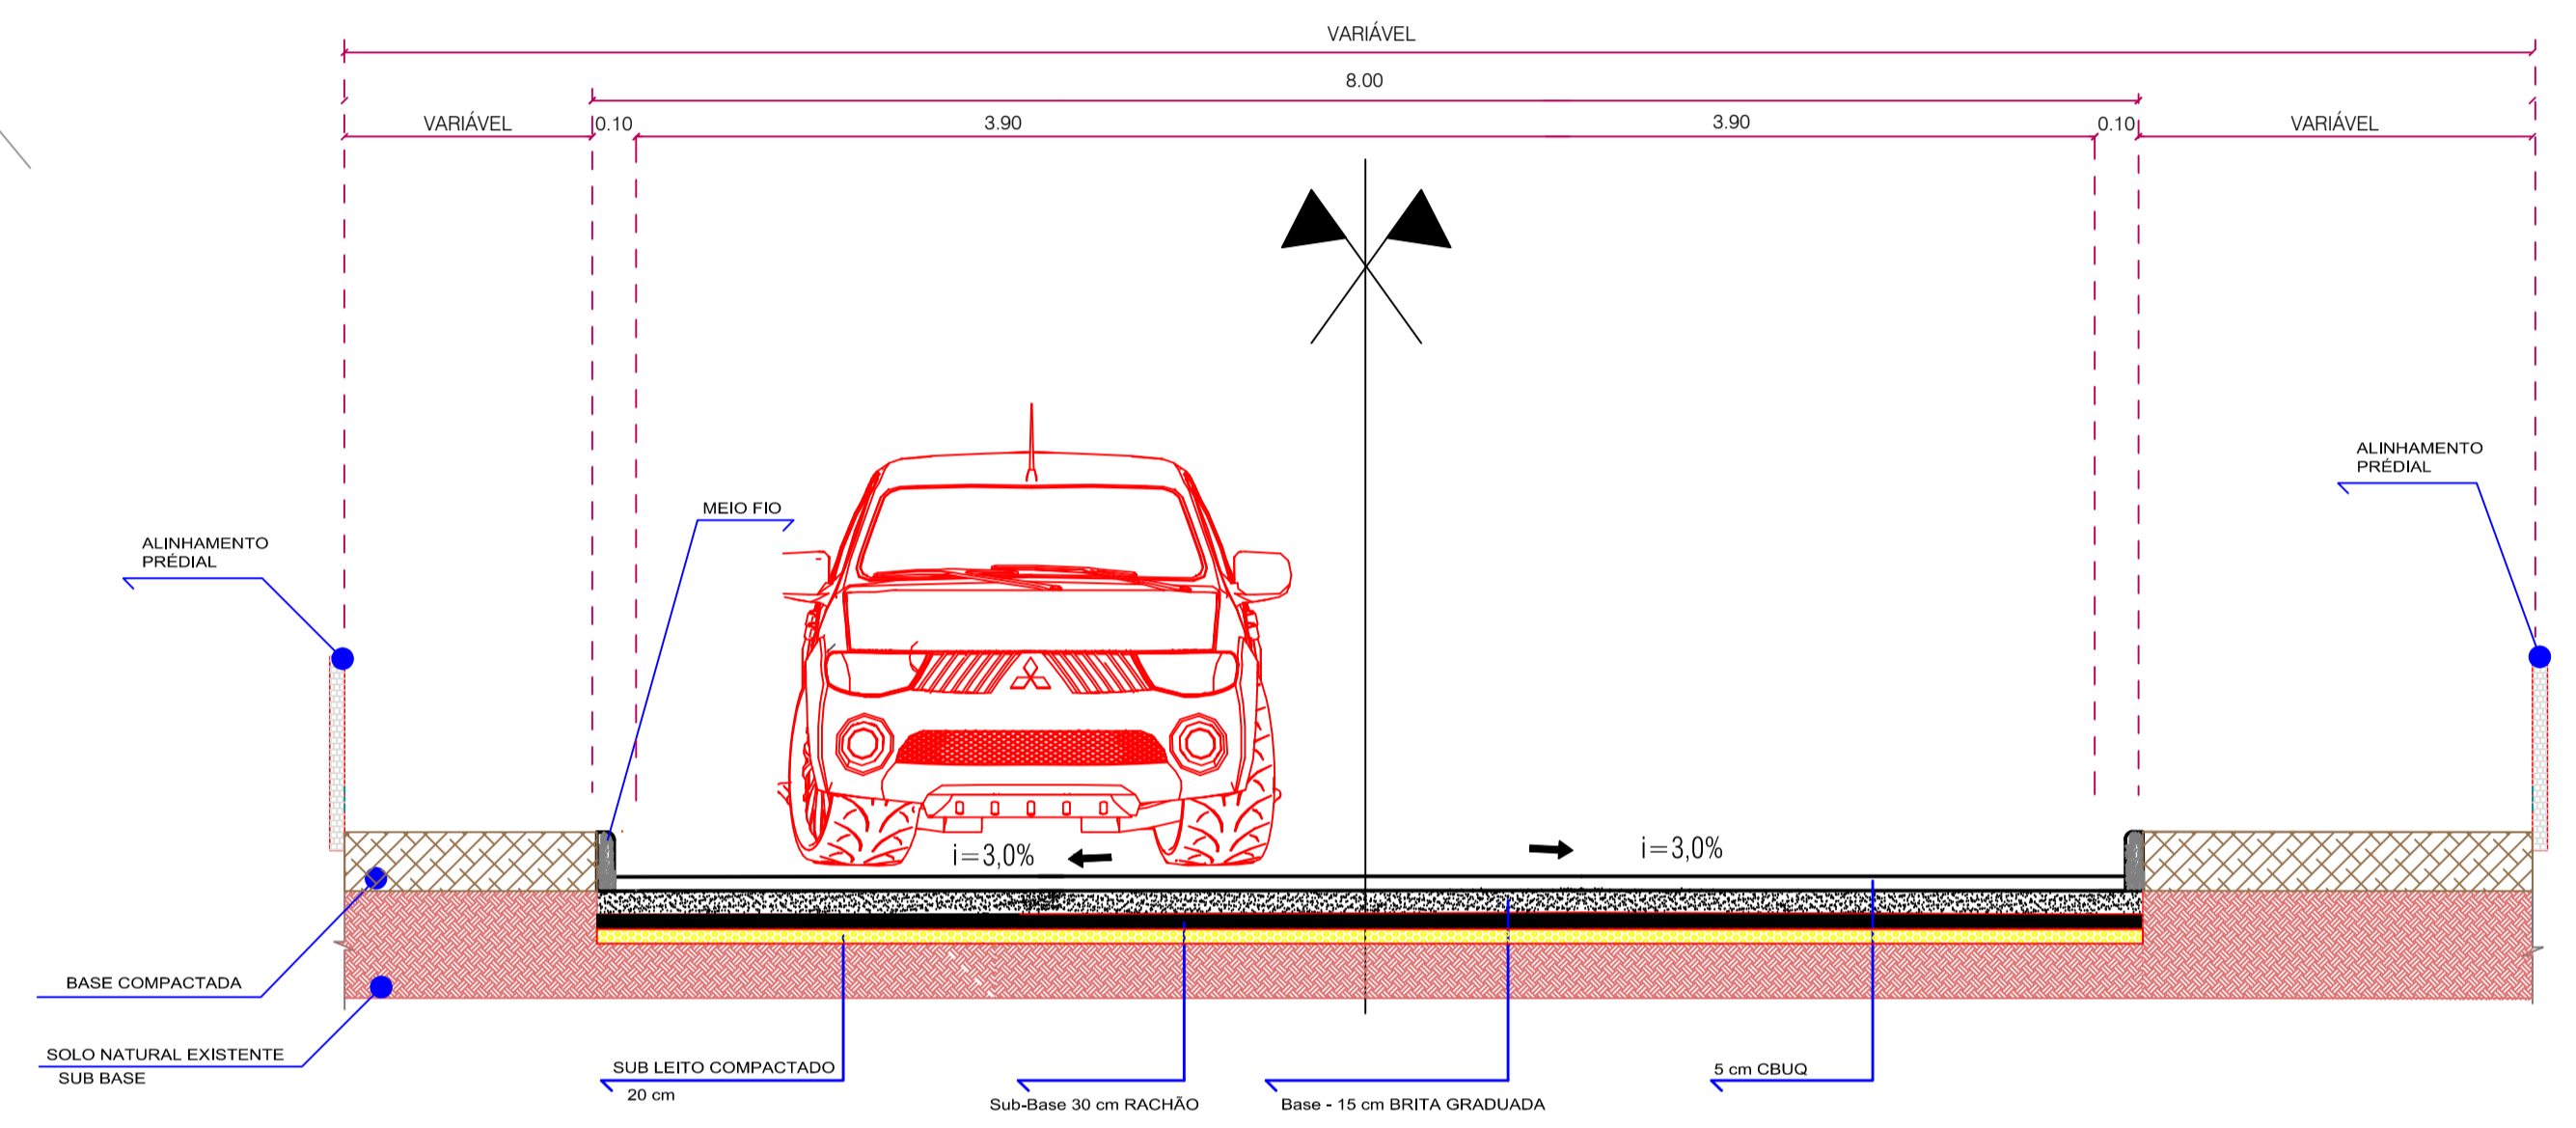 VARIÁVEL
8.00
VARIÁVEL
0.10
3.90
3.90
0.10
VARIÁVEL
ALINHAMENTO
PRÉDIAL
MEIO FIO
ALINHAMENTO
PRÉDIAL
i=3,0%
i=3,0%
BASE COMPACTADA
SOLO NATURAL EXISTENTE
SUB BASE
SUB LEITO COMPACTADO
20 cm
Sub-Base 30 cm RACHÃO
Base - 15 cm BRITA GRADUADA
5 cm CBUQ